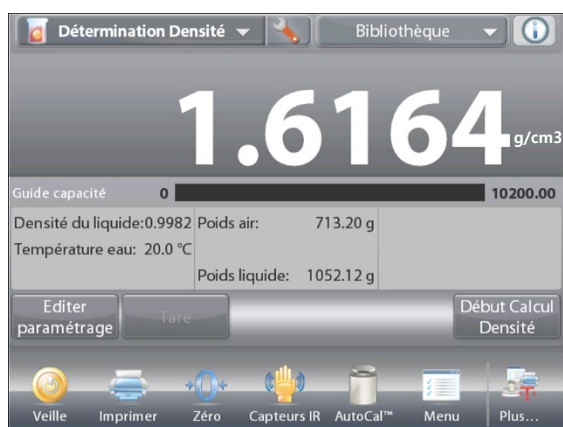 Détermination Densité
Bibliothèque
1.6164 g/cm3
Guide capacité 0 10200.00
Densité du liquide:0.9982 Poids air: 713.20 g
Température eau: 20.0 °C
Poids liquide: 1052.12 g
Editer paramétrage
Tare
Début Calcul Densité
Veille Imprimer Zéro Capteurs IR AutoCal™ Menu Plus...